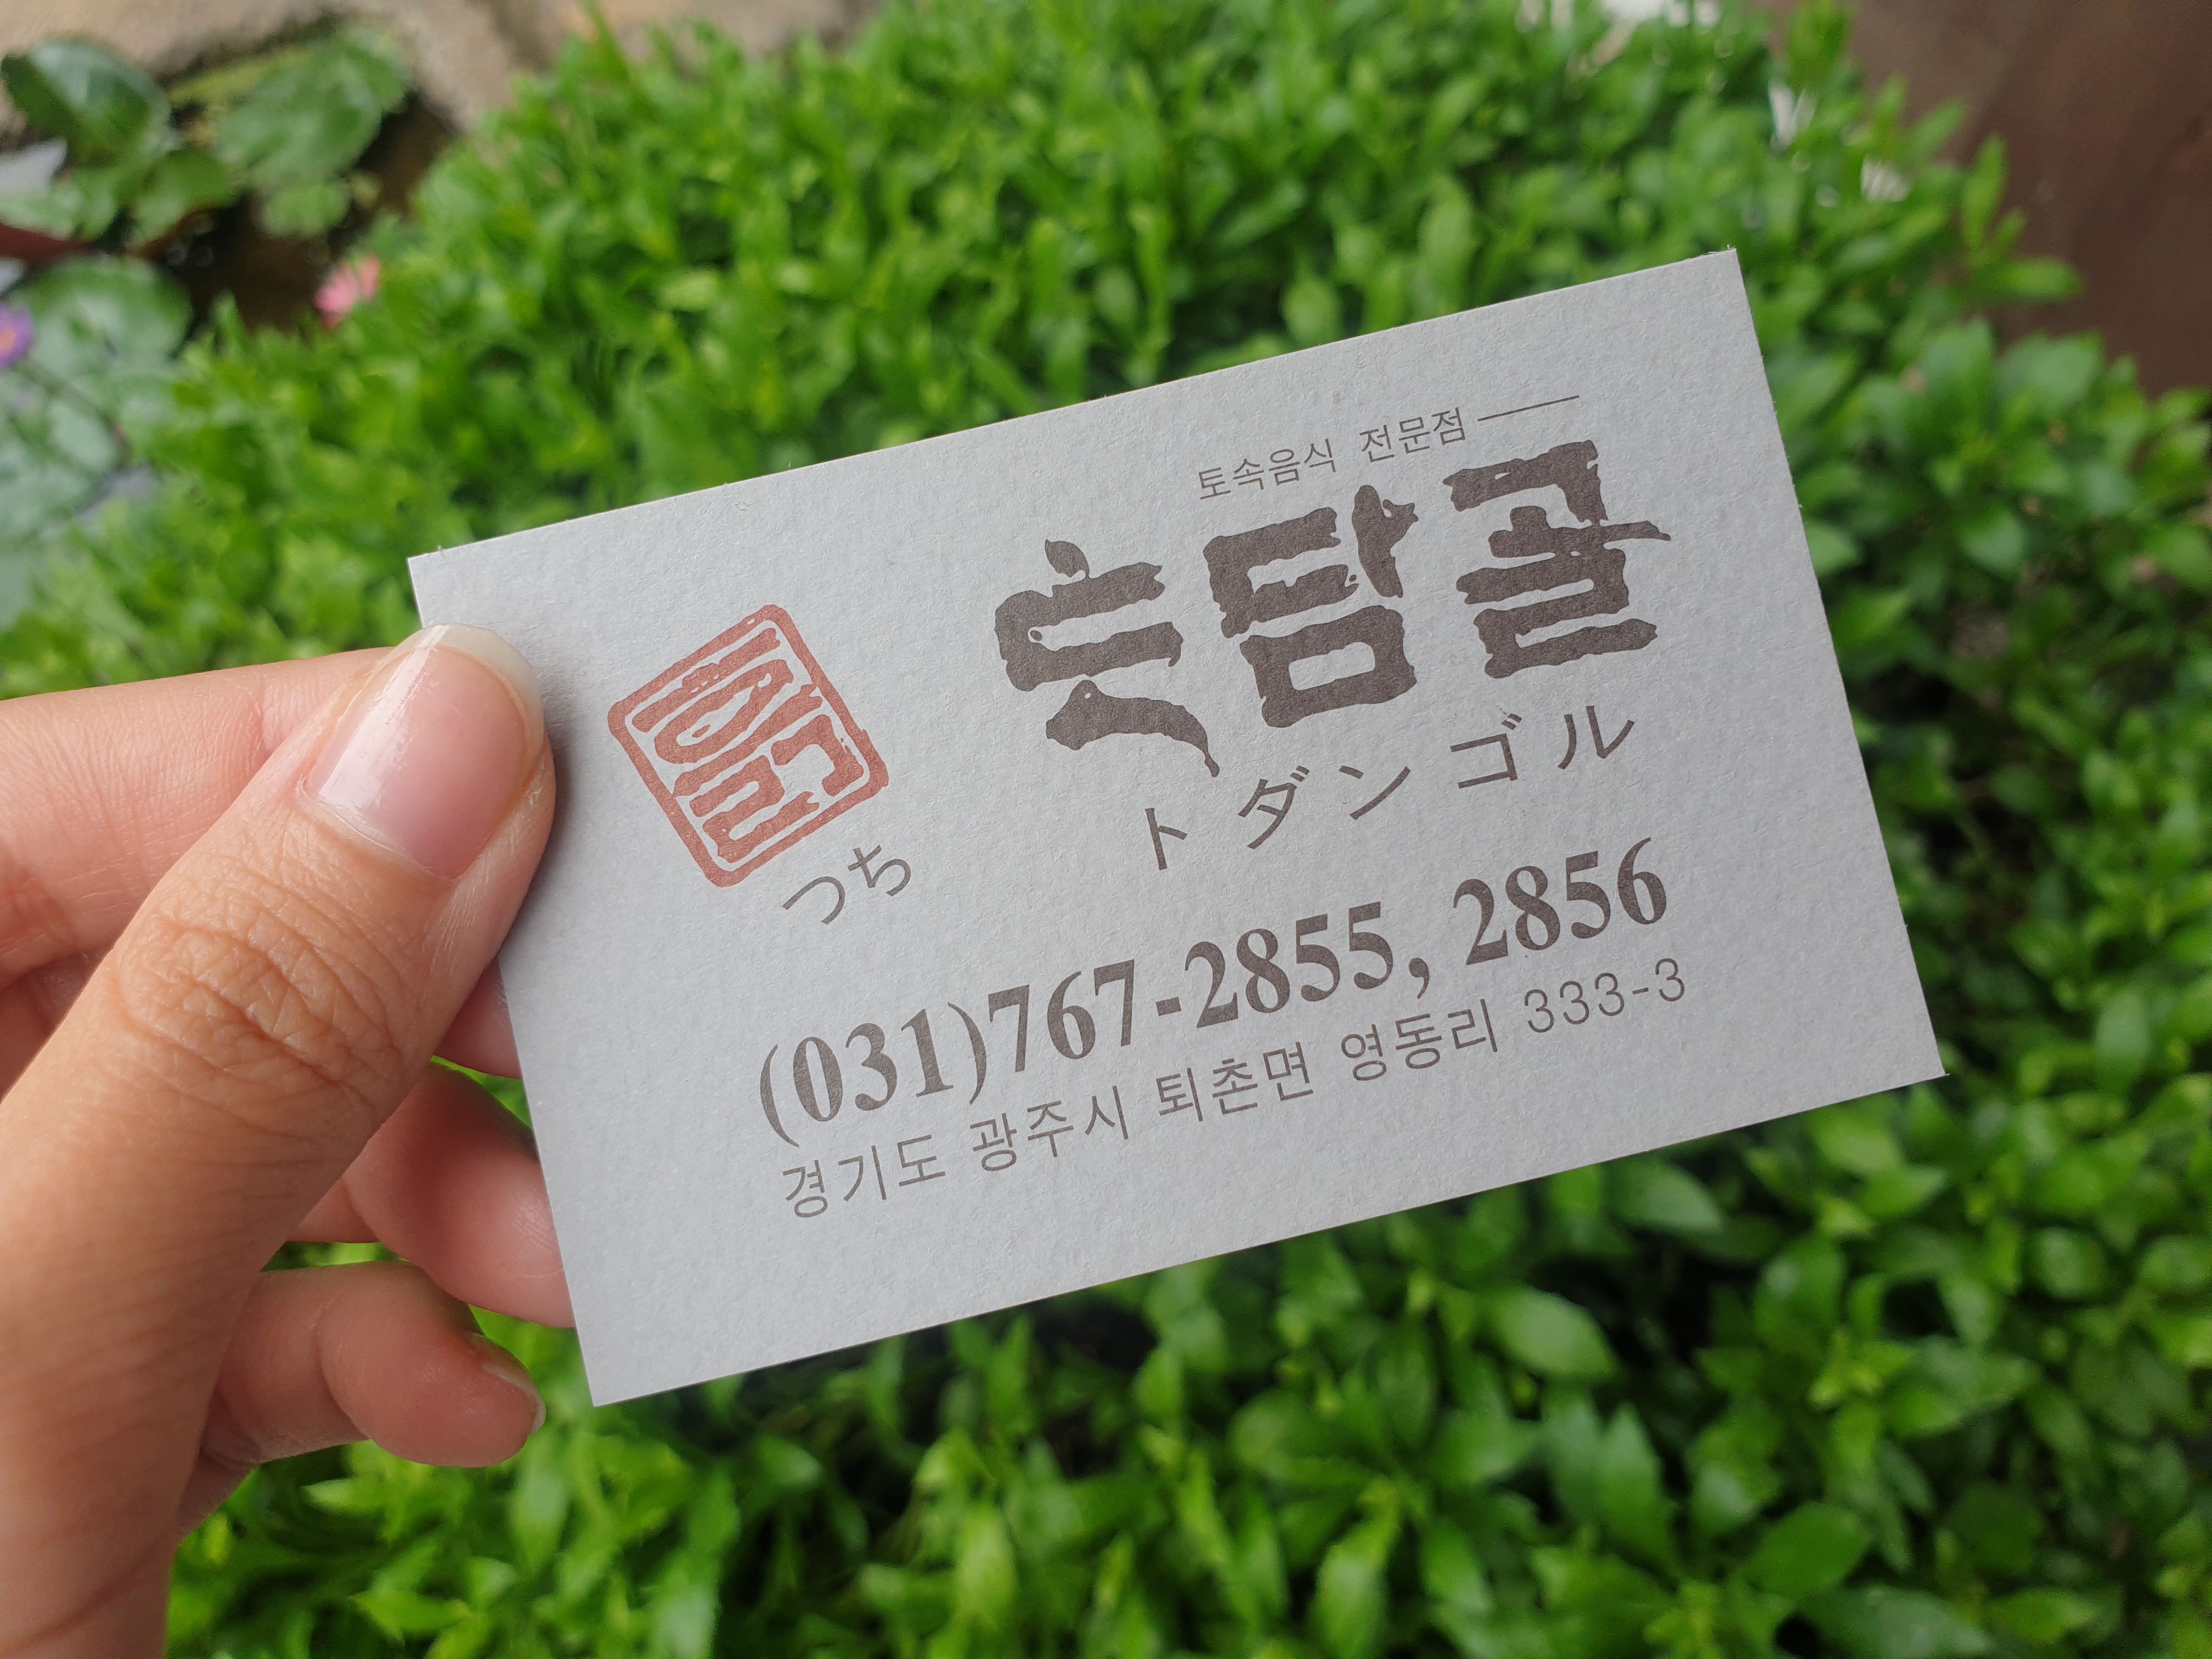 토속음식 전문점
토담골
トダンゴル
つち
(031)767-2855, 2856
경기도 광주시 퇴촌면 영동리 333-3